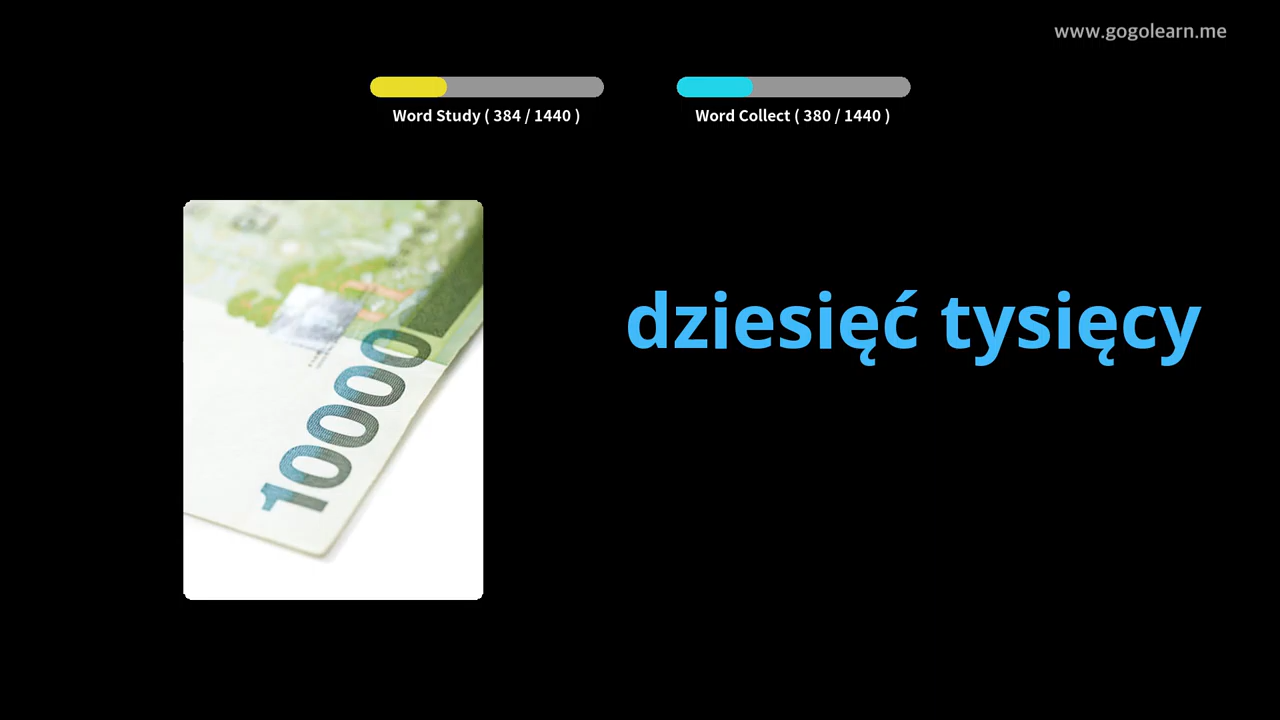 www.gogolearn.me
Word Study ( 384 / 1440 )
Word Collect ( 380 / 1440 )
dziesięć tysięcy
10000